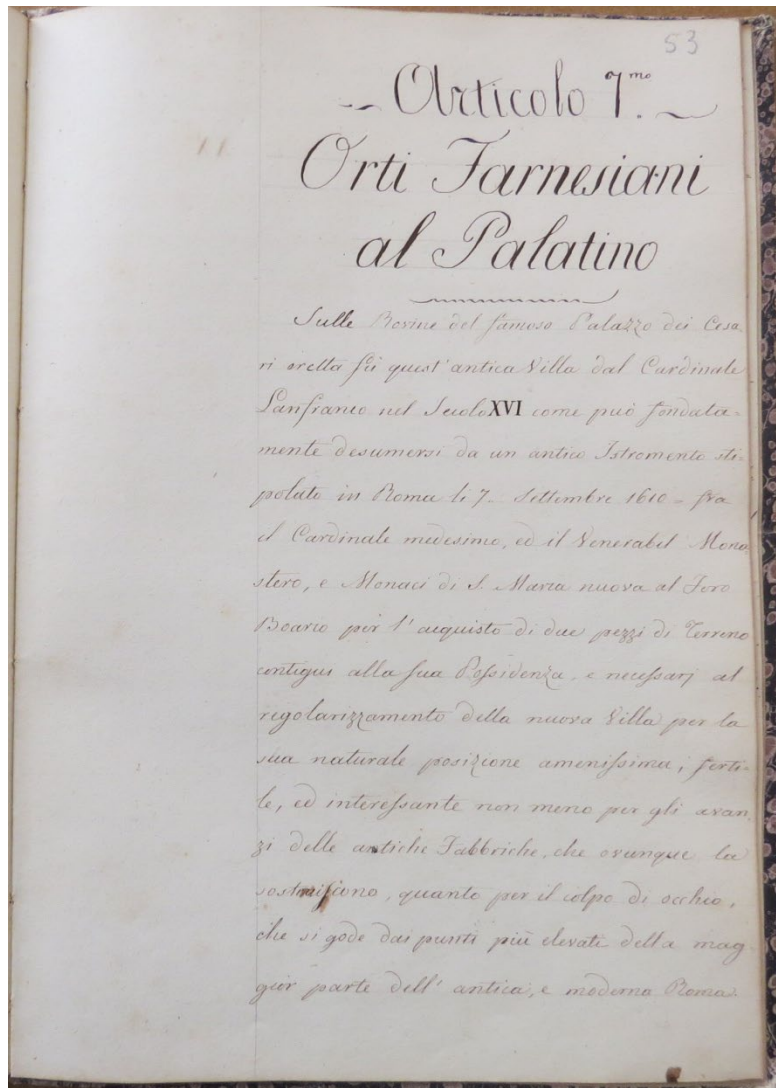 53
Articolo 7.mo
Orti Farnesiani
al Palatino
Sulle Rovine del famoso Palazzo dei Cesa-
ri eretta fù quest' antica Villa dal Cardinale
Lanfranco nel Secolo XVI come può fondata-
mente desumersi da un antico Istromento sti-
polato in Roma li 7. Settembre 1610 - fra
il Cardinale medesimo, ed il Venerabel Mona-
stero, e Monaci di S. Maria nuova al Foro
Boario per l' acquisto di due pezzi di Terreno
contigui alla sua Possidenza, e necessarj al
regolarizzamento della nuova Villa per la
sua naturale posizione amenissima, ferti-
le, ed interessante non meno per gli avan-
zi delle antiche Fabbriche, che ovunque la
quanto per il colpo di occhio,
che si gode dai punti più elevati della mag-
gior parte dell' antica, e moderna Roma.